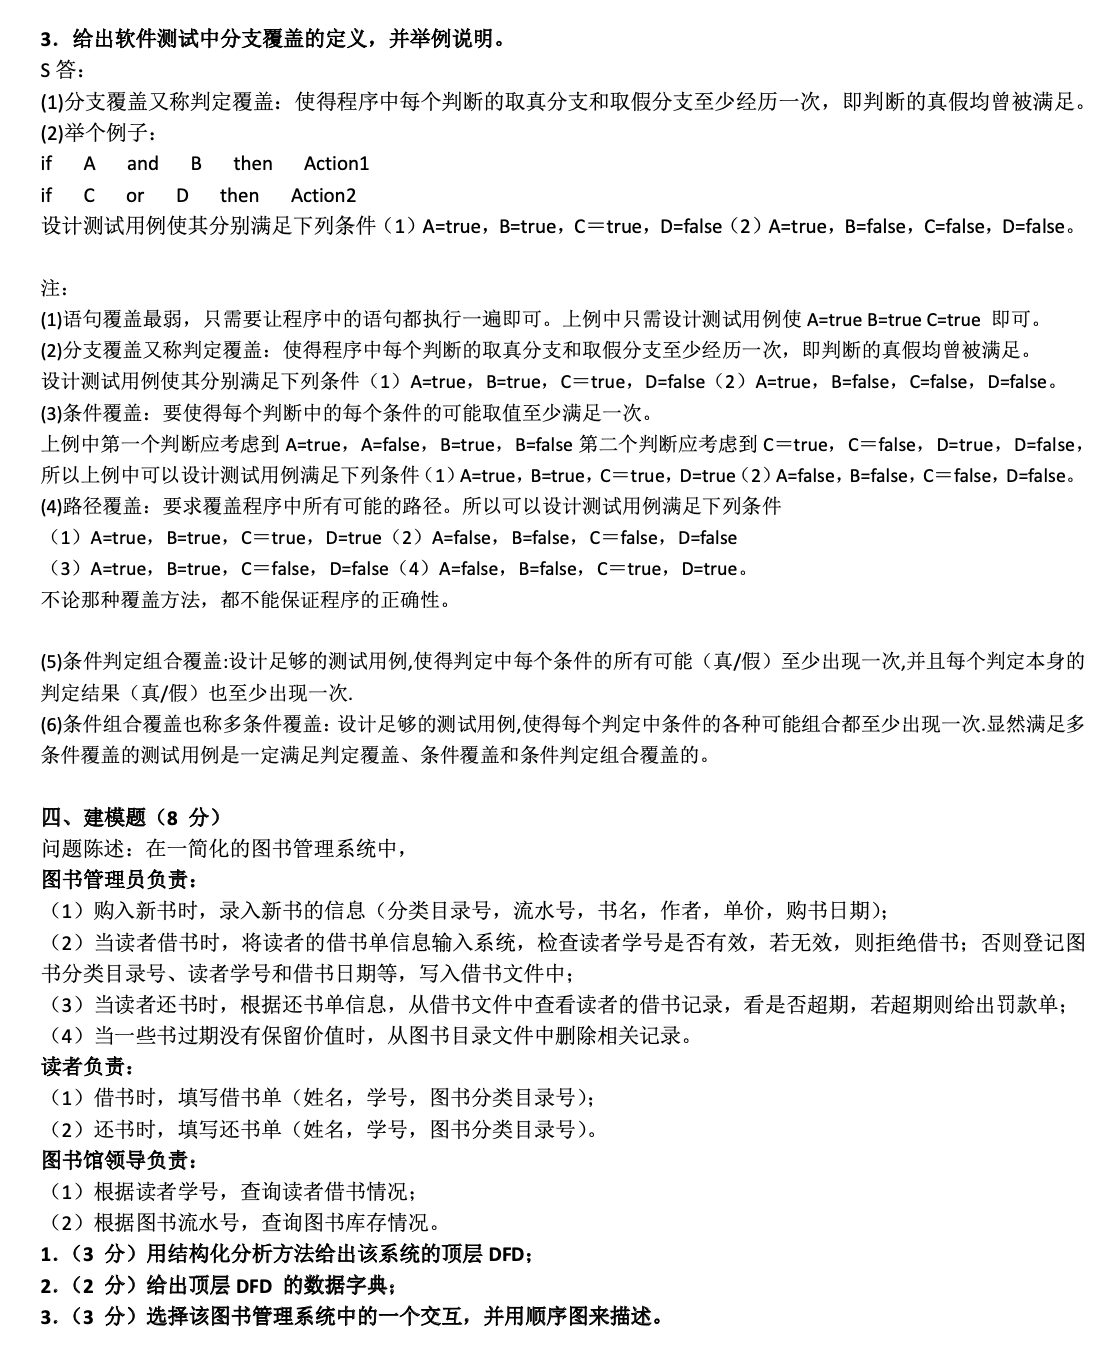 3．给出软件测试中分支覆盖的定义，并举例说明。
S 答：
(1)分支覆盖又称判定覆盖：使得程序中每个判断的取真分支和取假分支至少经历一次，即判断的真假均曾被满足。
(2)举个例子：
if A and B then Action1
if C or D then Action2
设计测试用例使其分别满足下列条件（1）A=true，B=true，C＝true，D=false（2）A=true，B=false，C=false，D=false。
注：
(1)语句覆盖最弱，只需要让程序中的语句都执行一遍即可。上例中只需设计测试用例使 A=true B=true C=true 即可。
(2)分支覆盖又称判定覆盖：使得程序中每个判断的取真分支和取假分支至少经历一次，即判断的真假均曾被满足。
设计测试用例使其分别满足下列条件（1）A=true，B=true，C＝true，D=false（2）A=true，B=false，C=false，D=false。
(3)条件覆盖：要使得每个判断中的每个条件的可能取值至少满足一次。
上例中第一个判断应考虑到 A=true，A=false，B=true，B=false 第二个判断应考虑到 C＝true，C＝false，D=true，D=false，
所以上例中可以设计测试用例满足下列条件（1）A=true，B=true，C＝true，D=true（2）A=false，B=false，C＝false，D=false。
(4)路径覆盖：要求覆盖程序中所有可能的路径。所以可以设计测试用例满足下列条件
（1）A=true，B=true，C＝true，D=true（2）A=false，B=false，C＝false，D=false
（3）A=true，B=true，C＝false，D=false（4）A=false，B=false，C＝true，D=true。
不论那种覆盖方法，都不能保证程序的正确性。
(5)条件判定组合覆盖:设计足够的测试用例,使得判定中每个条件的所有可能（真/假）至少出现一次,并且每个判定本身的
判定结果（真/假）也至少出现一次.
(6)条件组合覆盖也称多条件覆盖：设计足够的测试用例,使得每个判定中条件的各种可能组合都至少出现一次.显然满足多
条件覆盖的测试用例是一定满足判定覆盖、条件覆盖和条件判定组合覆盖的。
四、建模题（8 分）
问题陈述：在一简化的图书管理系统中，
图书管理员负责：
（1）购入新书时，录入新书的信息（分类目录号，流水号，书名，作者，单价，购书日期）；
（2）当读者借书时，将读者的借书单信息输入系统，检查读者学号是否有效，若无效，则拒绝借书；否则登记图
书分类目录号、读者学号和借书日期等，写入借书文件中；
（3）当读者还书时，根据还书单信息，从借书文件中查看读者的借书记录，看是否超期，若超期则给出罚款单；
（4）当一些书过期没有保留价值时，从图书目录文件中删除相关记录。
读者负责：
（1）借书时，填写借书单（姓名，学号，图书分类目录号）；
（2）还书时，填写还书单（姓名，学号，图书分类目录号）。
图书馆领导负责：
（1）根据读者学号，查询读者借书情况；
（2）根据图书流水号，查询图书库存情况。
1.（3 分）用结构化分析方法给出该系统的顶层 DFD；
2.（2 分）给出顶层 DFD 的数据字典；
3.（3 分）选择该图书管理系统中的一个交互，并用顺序图来描述。